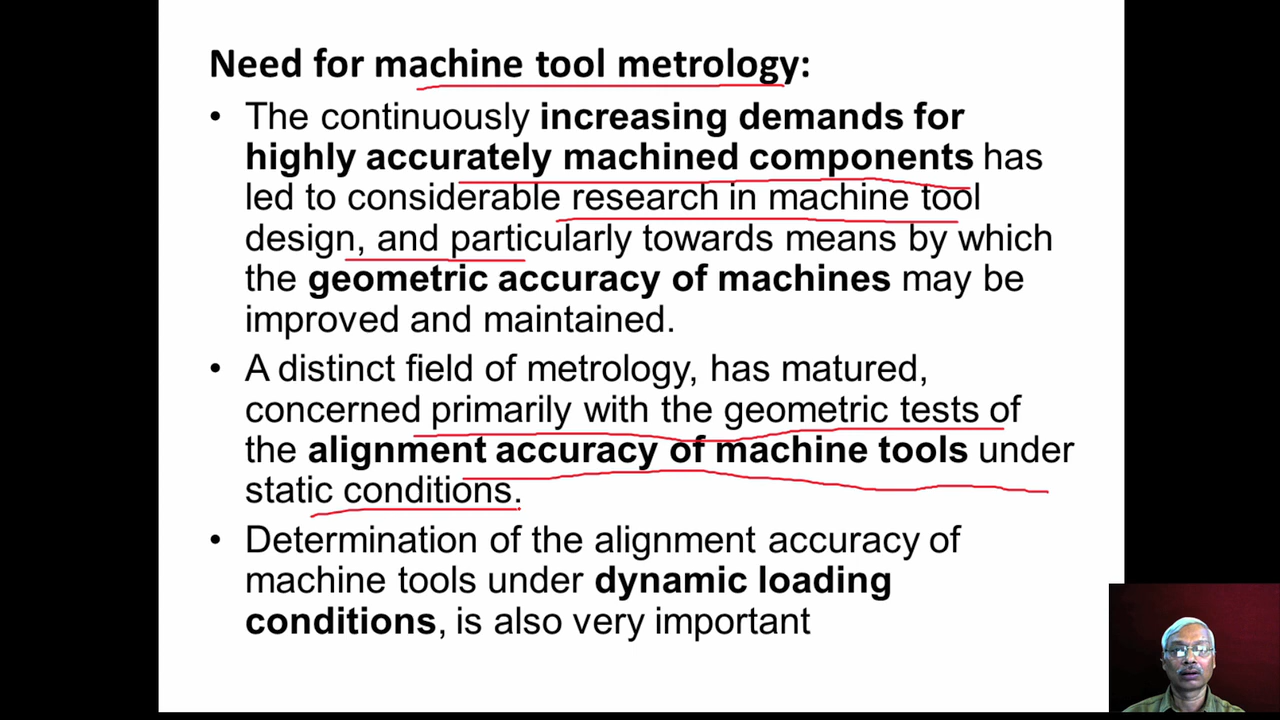 Need for machine tool metrology:
• The continuously increasing demands for
highly accurately machined components has
led to considerable research in machine tool
design, and particularly towards means by which
the geometric accuracy of machines may be
improved and maintained.
• A distinct field of metrology, has matured,
concerned primarily with the geometric tests of
the alignment accuracy of machine tools under
static conditions.
• Determination of the alignment accuracy of
machine tools under dynamic loading
conditions, is also very important